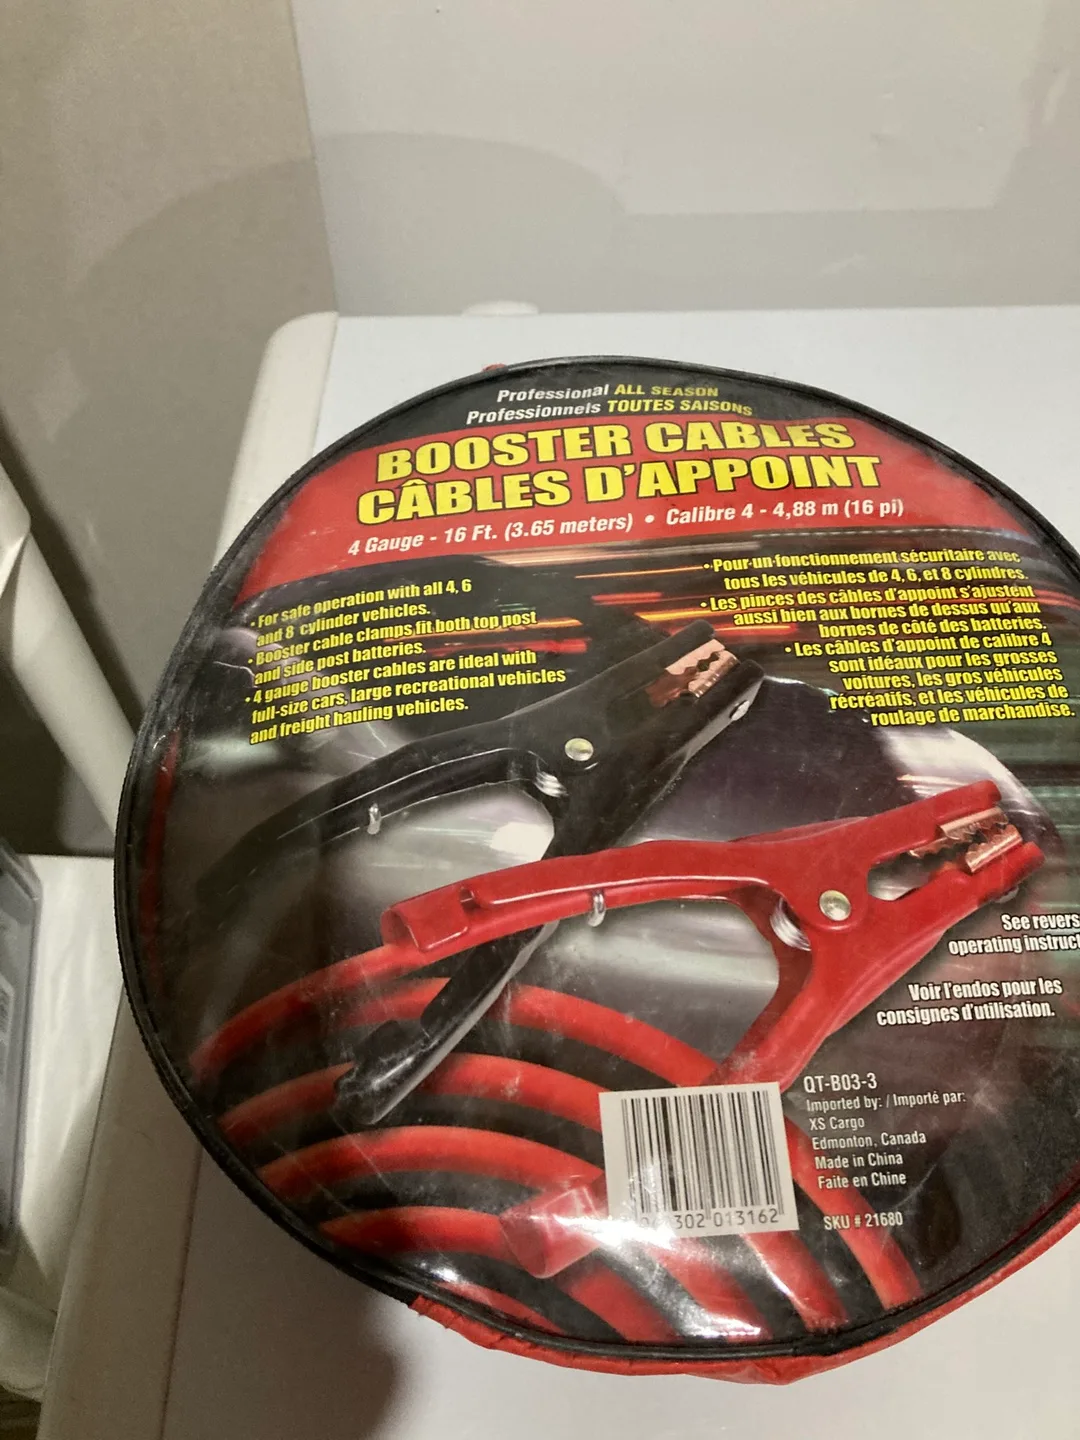 Professional ALL SEASON
Professionnels TOUTES SAISONS
BOOSTER CABLES
CÂBLES D'APPOINT
4 Gauge - 16 Ft. (3.65 meters) • Calibre 4 - 4,88 m (16 pi)
• For safe operation with all 4, 6
and 8 cylinder vehicles.
• Booster cable clamps fit both top post
and side post batteries.
• 4 gauge booster cables are ideal with
full-size cars, large recreational vehicles
and freight hauling vehicles.
• Pour un fonctionnement sécuritaire avec
tous les véhicules de 4, 6, et 8 cylindres.
• Les pinces des câbles d'appoint s'ajustent
aussi bien aux bornes de dessus qu'aux
bornes de côté des batteries.
• Les câbles d'appoint de calibre 4
sont idéaux pour les grosses
voitures, les gros véhicules
récréatifs, et les véhicules de
roulage de marchandise.
See revers
operating instruct
Voir l'endos pour les
consignes d'utilisation.
QT-B03-3
Imported by: / Importé par:
XS Cargo
Edmonton, Canada
Made in China
Faite en Chine
SKU # 21680
302 013162